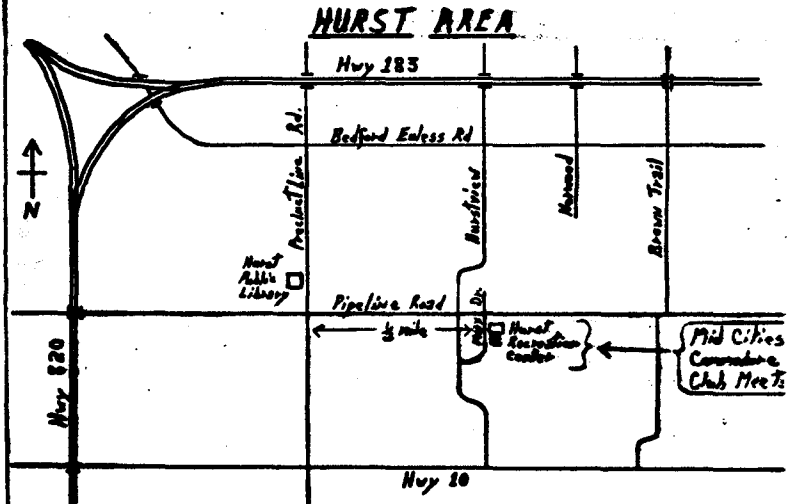 HURST AREA
Hwy 183
Bedford Euless Rd
Precinct Line Rd.
Hurstview
Norwood
Brown Trail
N
Hurst
Public
Library
Pipeline Road
½ mile
Dr.
Hurst
Recreation
Center
Mid Cities
Commodore
Club Meets
Hwy 820
Hwy 10